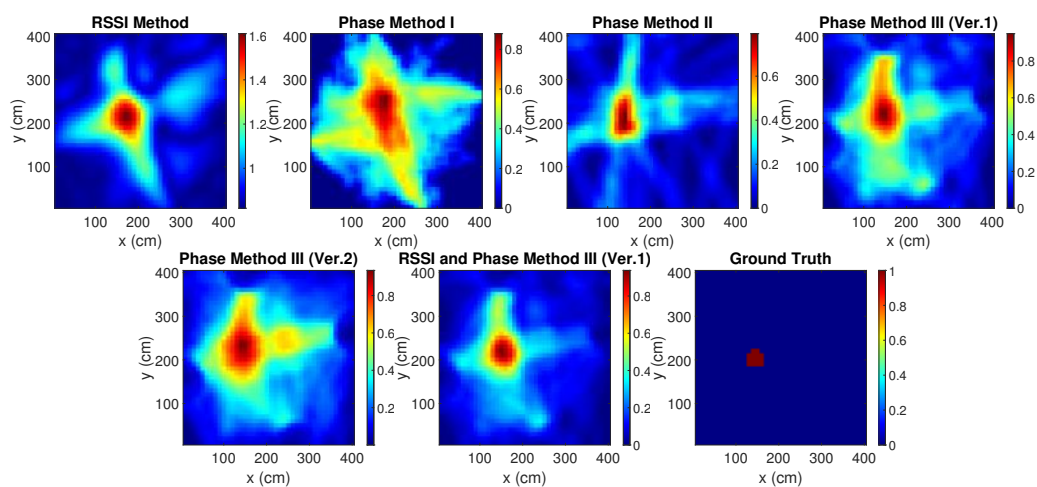 RSSI Method
Phase Method I
Phase Method II
Phase Method III (Ver.1)
y (cm)
400
300
200
100
100 200 300 400
x (cm)
1.6
1.4
1.2
1
y (cm)
400
300
200
100
100 200 300 400
x (cm)
0.8
0.6
0.4
0.2
0
y (cm)
400
300
200
100
100 200 300 400
x (cm)
0.6
0.4
0.2
0
y (cm)
400
300
200
100
100 200 300 400
x (cm)
0.8
0.6
0.4
0.2
0
Phase Method III (Ver.2)
RSSI and Phase Method III (Ver.1)
Ground Truth
y (cm)
400
300
200
100
100 200 300 400
x (cm)
0.8
0.6
0.4
0.2
0
y (cm)
400
300
200
100
100 200 300 400
x (cm)
0.8
0.6
0.4
0.2
0
y (cm)
400
300
200
100
100 200 300 400
x (cm)
1
0.8
0.6
0.4
0.2
0